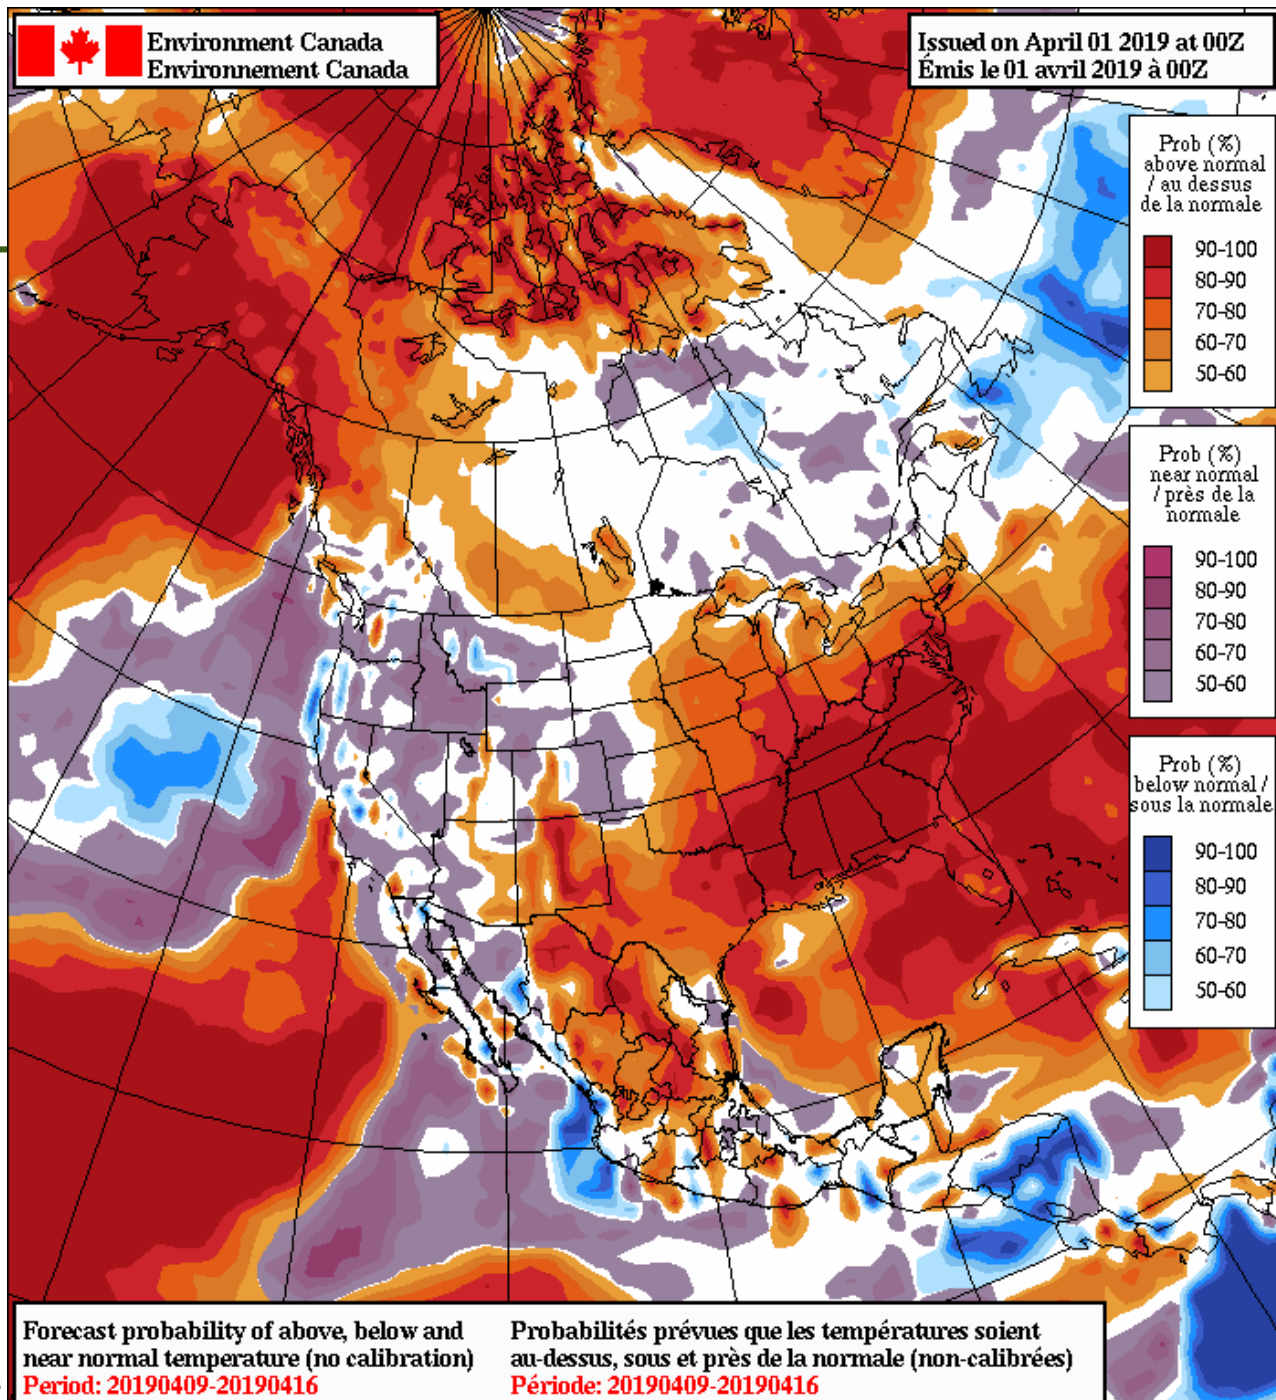 Environment Canada
Environnement Canada
Issued on April 01 2019 at 00Z
Émis le 01 avril 2019 à 00Z
Prob (%)
above normal
/ au dessus
de la normale
90-100
80-90
70-80
60-70
50-60
Prob (%)
near normal
/ près de la
normale
90-100
80-90
70-80
60-70
50-60
Prob (%)
below normal /
sous la normale
90-100
80-90
70-80
60-70
50-60
Forecast probability of above, below and
near normal temperature (no calibration)
Period: 20190409-20190416
Probabilités prévues que les températures soient
au-dessus, sous et près de la normale (non-calibrées)
Période: 20190409-20190416